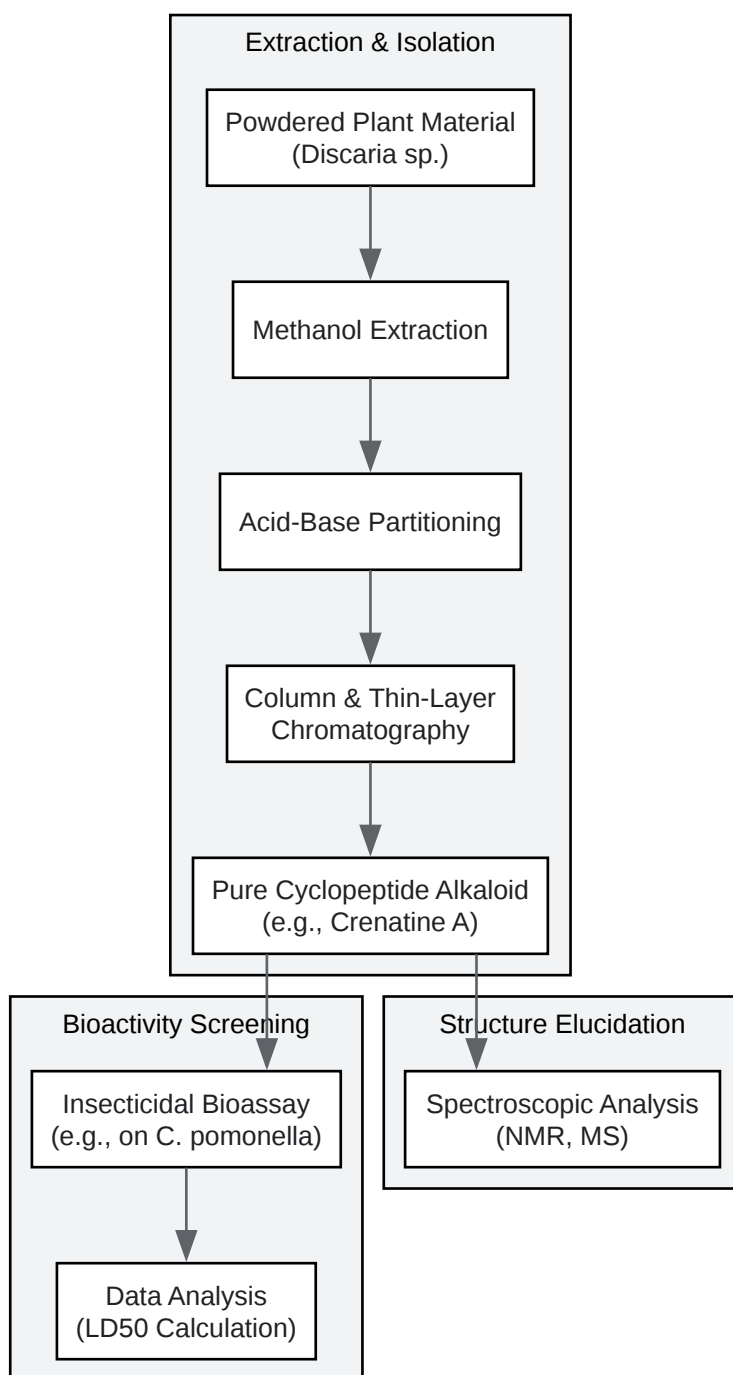 Extraction & Isolation
Powdered Plant Material
(Discaria sp.)
Methanol Extraction
Acid-Base Partitioning
Column & Thin-Layer
Chromatography
Pure Cyclopeptide Alkaloid
(e.g., Crenatine A)
Bioactivity Screening
Insecticidal Bioassay
(e.g., on C. pomonella)
Data Analysis
(LD50 Calculation)
Structure Elucidation
Spectroscopic Analysis
(NMR, MS)